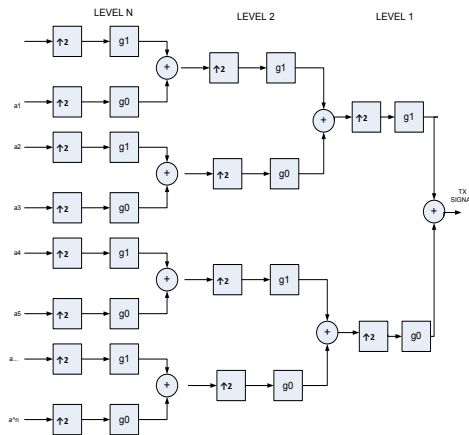 LEVEL N LEVEL 2 LEVEL 1
↑2 g1
+ ↑2 g1
a1 ↑2 g0
+ ↑2 g1
a2 ↑2 g1
+ ↑2 g0
a3 ↑2 g0
TX
SIGNAL
+
a4 ↑2 g1
+ ↑2 g1
a5 ↑2 g0
+ ↑2 g0
a... ↑2 g1
+ ↑2 g0
a^n ↑2 g0